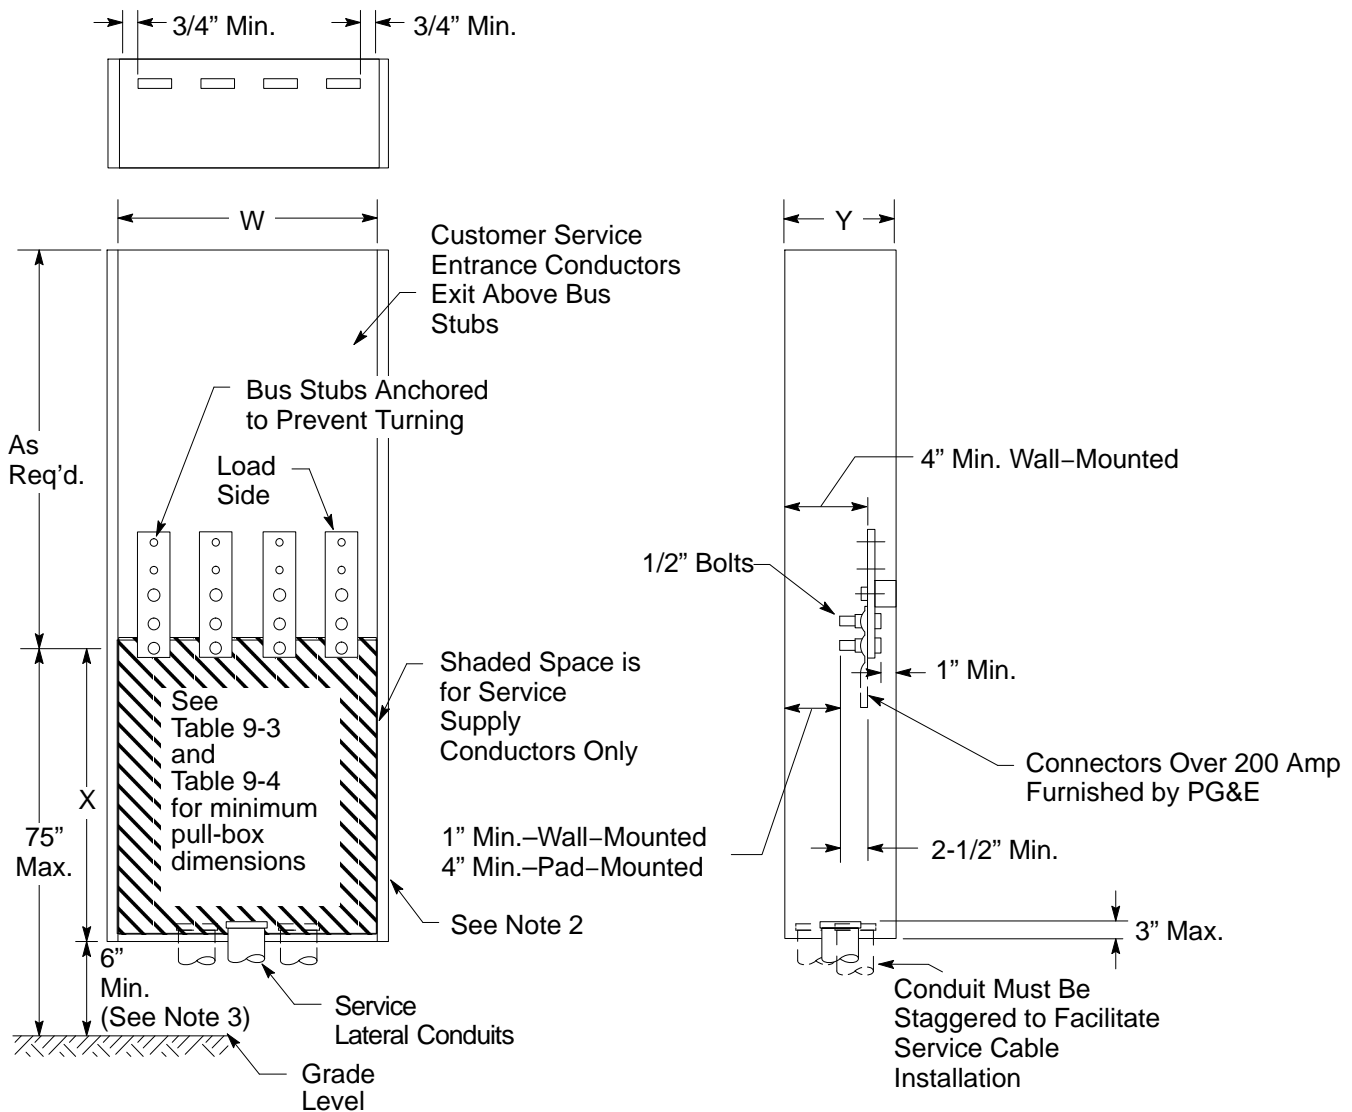 3/4” Min.
3/4” Min.
W
Y
Customer Service
Entrance Conductors
Exit Above Bus
Stubs
Bus Stubs Anchored
to Prevent Turning
As
Req’d.
Load
Side
4” Min. Wall–Mounted
1/2” Bolts
Shaded Space is
for Service
Supply
Conductors Only
1” Min.
See
Table 9-3
and
Table 9-4
for minimum
pull-box
dimensions
X
75”
Max.
Connectors Over 200 Amp
Furnished by PG&E
1” Min.–Wall–Mounted
4” Min.–Pad–Mounted
2-1/2” Min.
See Note 2
3” Max.
6”
Min.
(See Note 3)
Service
Lateral Conduits
Conduit Must Be
Staggered to Facilitate
Service Cable
Installation
Grade
Level